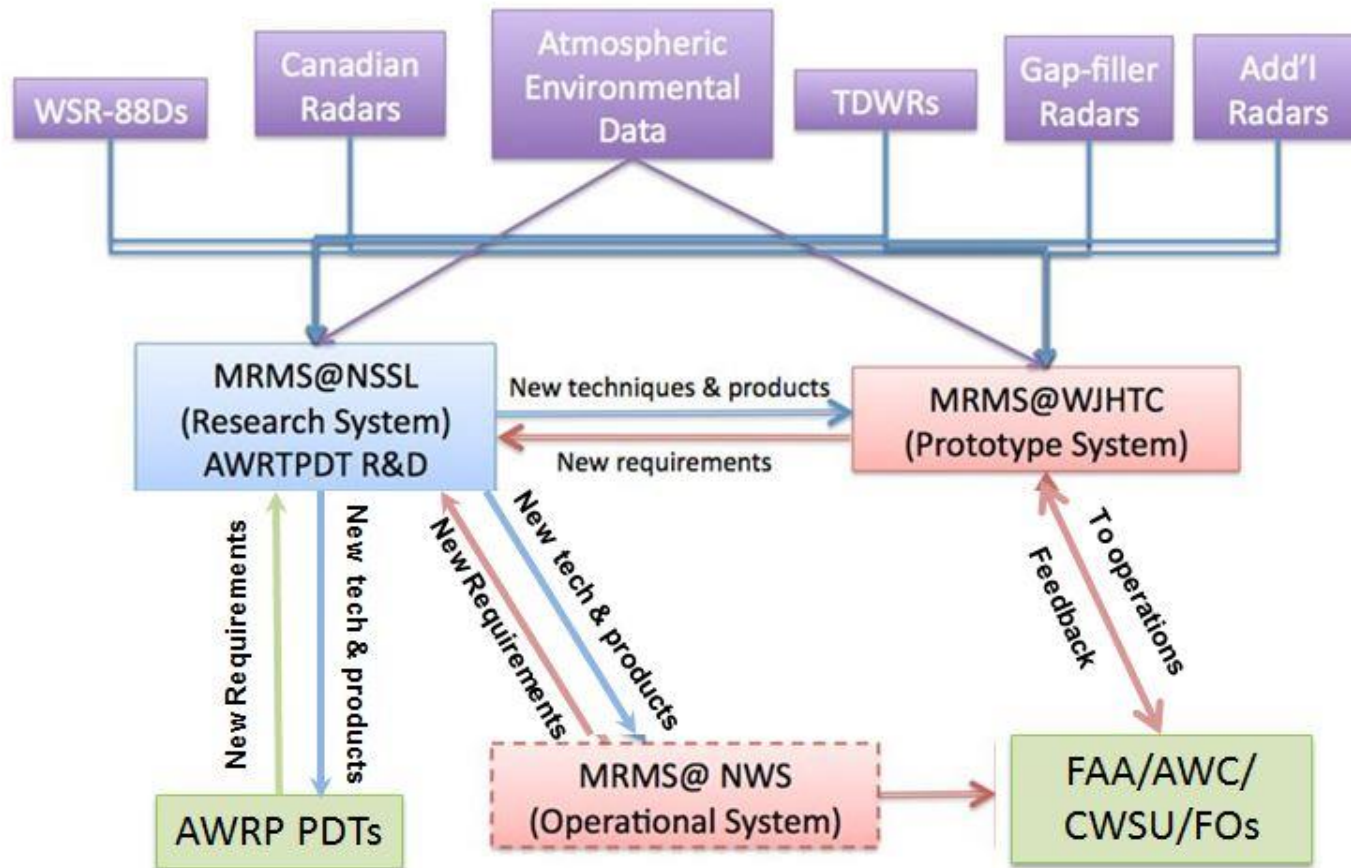 WSR-88Ds
Canadian
Radars
Atmospheric
Environmental
Data
TDWRs
Gap-filler
Radars
Add'l
Radars
MRMS@NSSL
(Research System)
AWRTPDT R&D
New techniques & products
New requirements
MRMS@WJHTC
(Prototype System)
New Requirements
New tech & products
New Requirements
New tech & products
To operations
Feedback
AWRP PDTs
MRMS@ NWS
(Operational System)
FAA/AWC/
CWSU/FOs